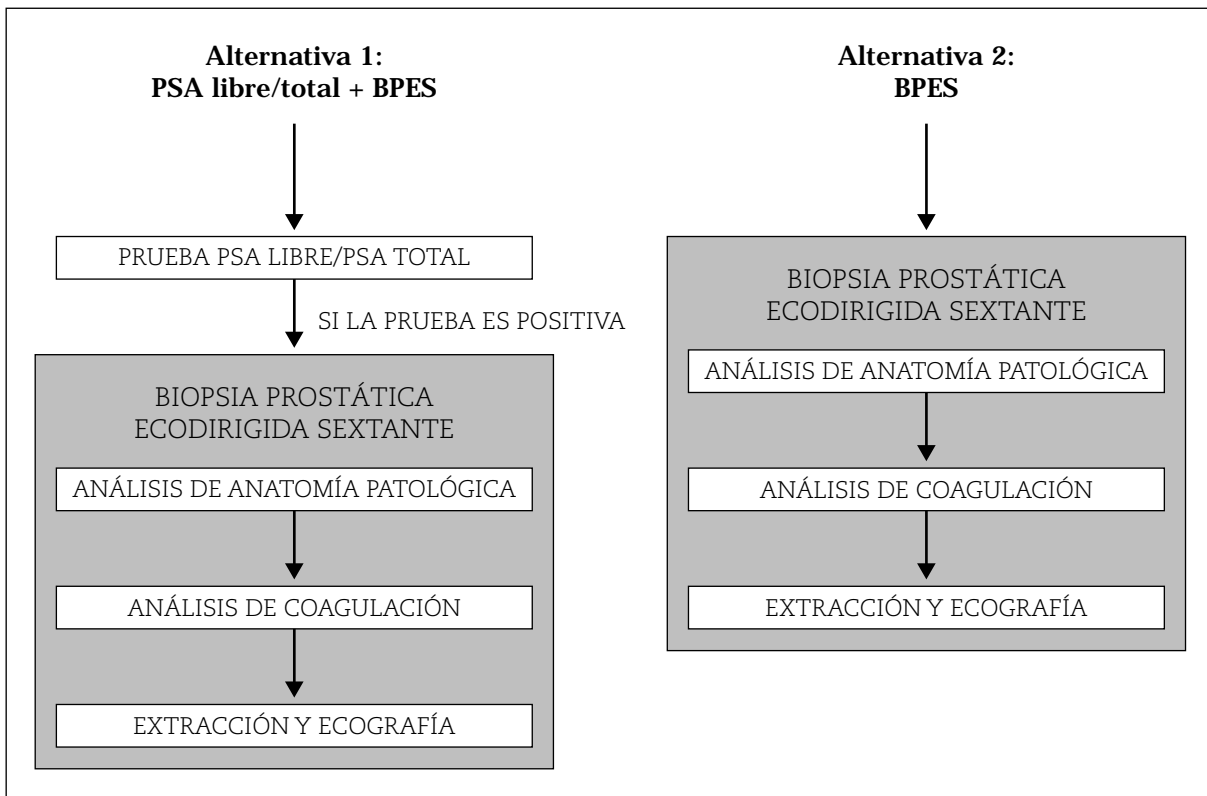 Alternativa 1:
PSA libre/total + BPES
PRUEBA PSA LIBRE/PSA TOTAL
SI LA PRUEBA ES POSITIVA
BIOPSIA PROSTÁTICA
ECODIRIGIDA SEXTANTE
ANÁLISIS DE ANATOMÍA PATOLÓGICA
ANÁLISIS DE COAGULACIÓN
EXTRACCIÓN Y ECOGRAFÍA
Alternativa 2:
BPES
BIOPSIA PROSTÁTICA
ECODIRIGIDA SEXTANTE
ANÁLISIS DE ANATOMÍA PATOLÓGICA
ANÁLISIS DE COAGULACIÓN
EXTRACCIÓN Y ECOGRAFÍA